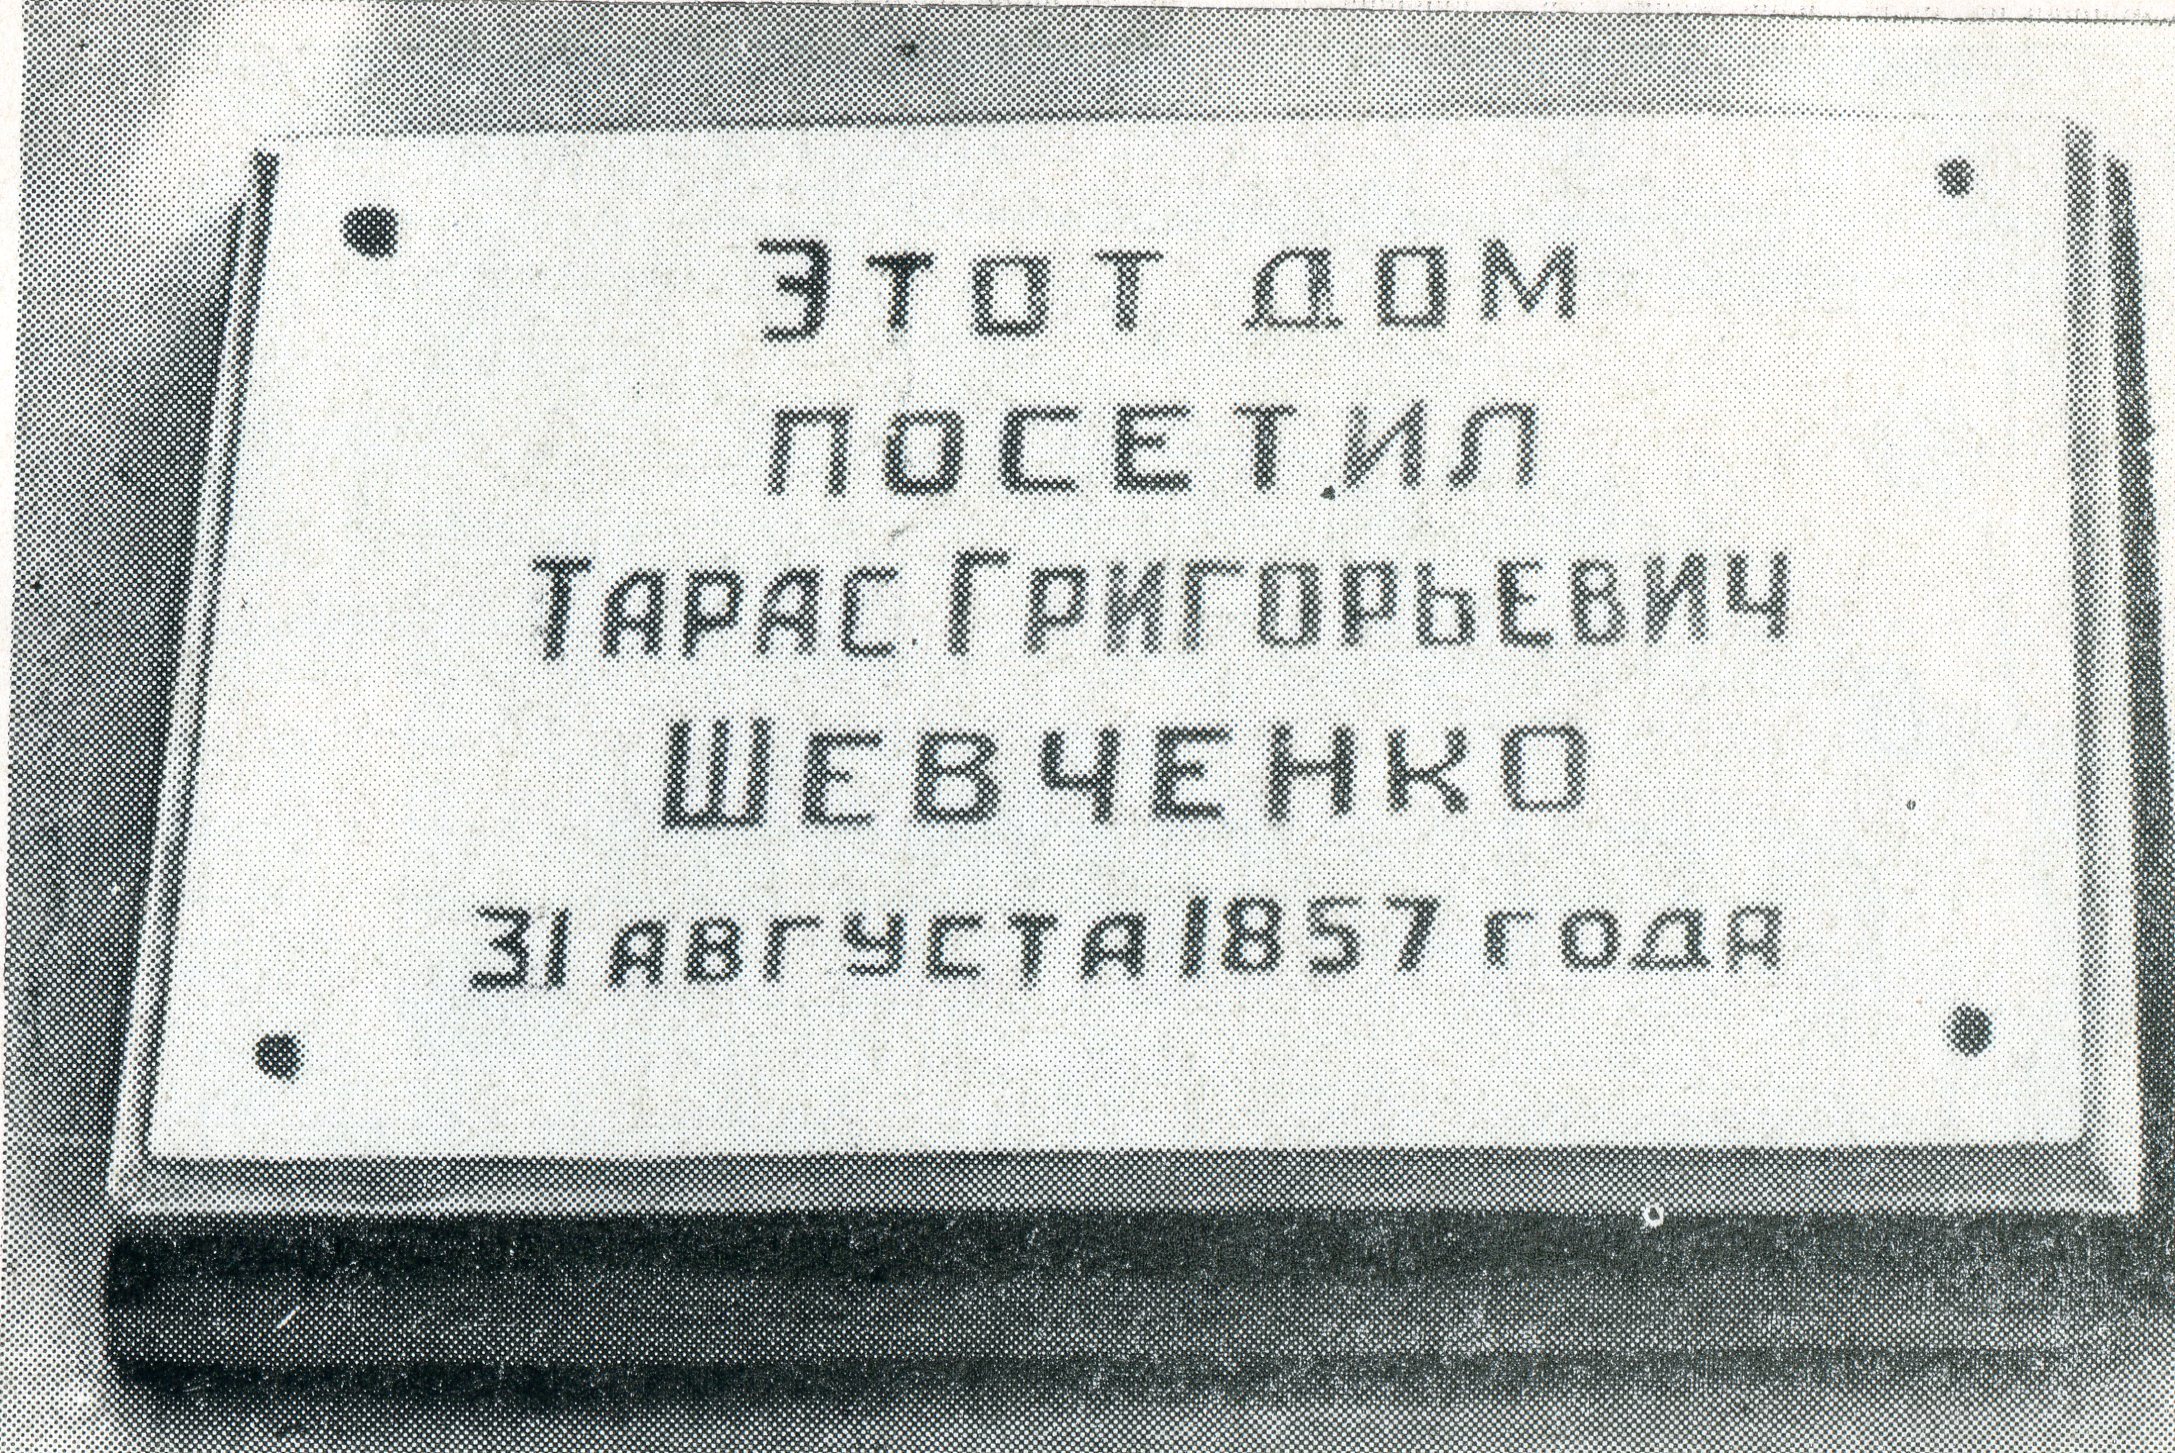 ЭТОТ ДОМ
ПОСЕТИЛ
ТАРАС ГРИГОРЬЕВИЧ
ШЕВЧЕНКО
31 АВГУСТА 1857 ГОДА